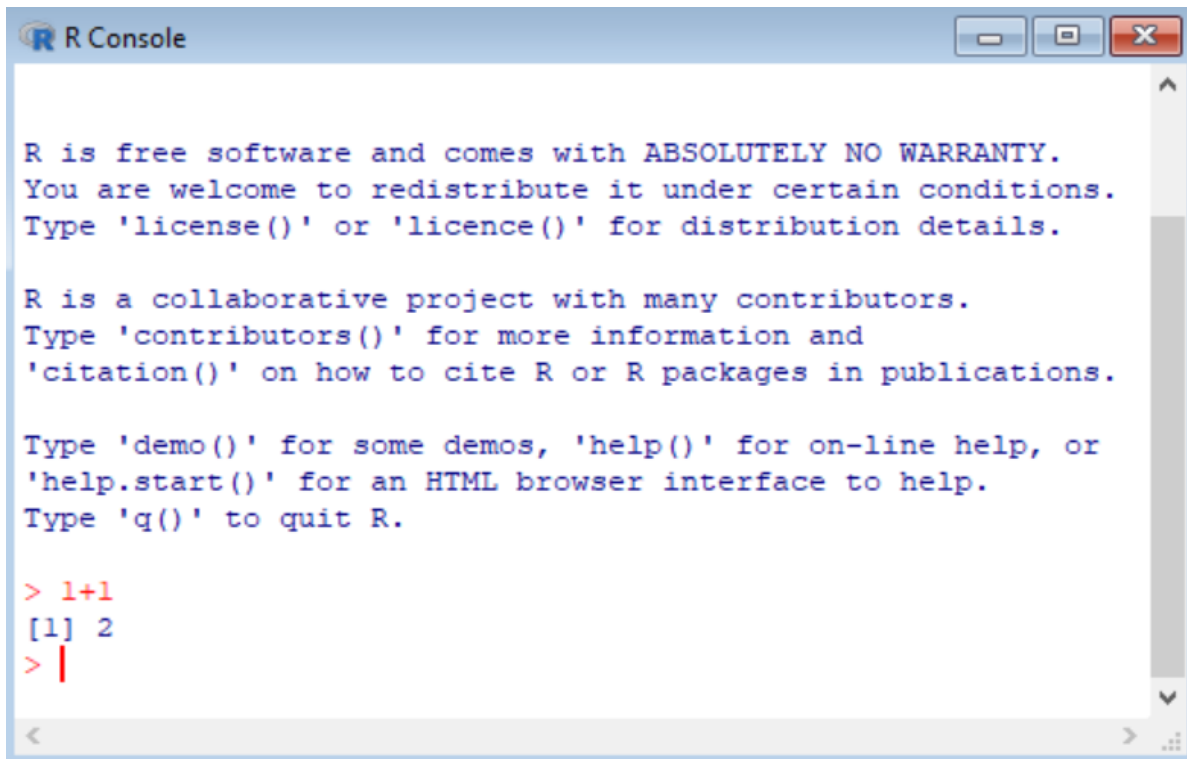 R Console
R is free software and comes with ABSOLUTELY NO WARRANTY.
You are welcome to redistribute it under certain conditions.
Type 'license()' or 'licence()' for distribution details.
R is a collaborative project with many contributors.
Type 'contributors()' for more information and
'citation()' on how to cite R or R packages in publications.
Type 'demo()' for some demos, 'help()' for on-line help, or
'help.start()' for an HTML browser interface to help.
Type 'q()' to quit R.
> 1+1
[1] 2
>